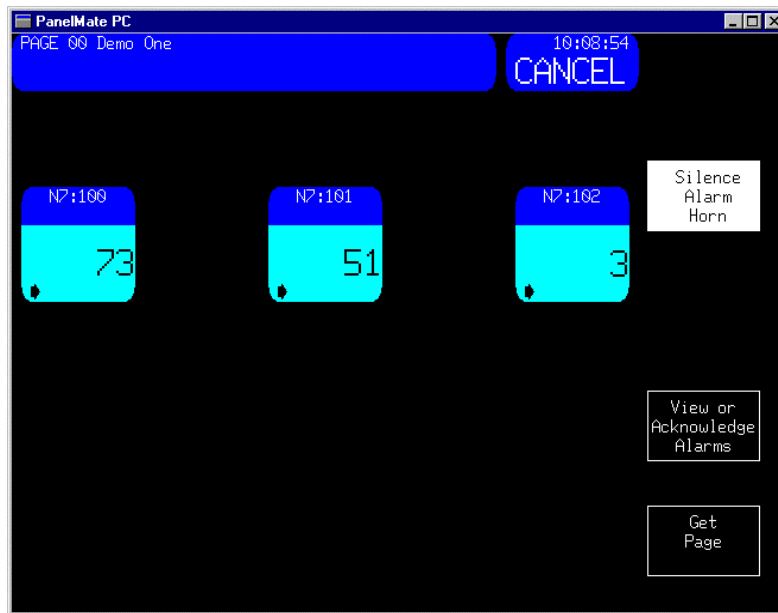 PanelMate PC
PAGE 00 Demo One
10:08:54
CANCEL
N7:100
N7:101
N7:102
73
51
3
Silence
Alarm
Horn
View or
Acknowledge
Alarms
Get
Page